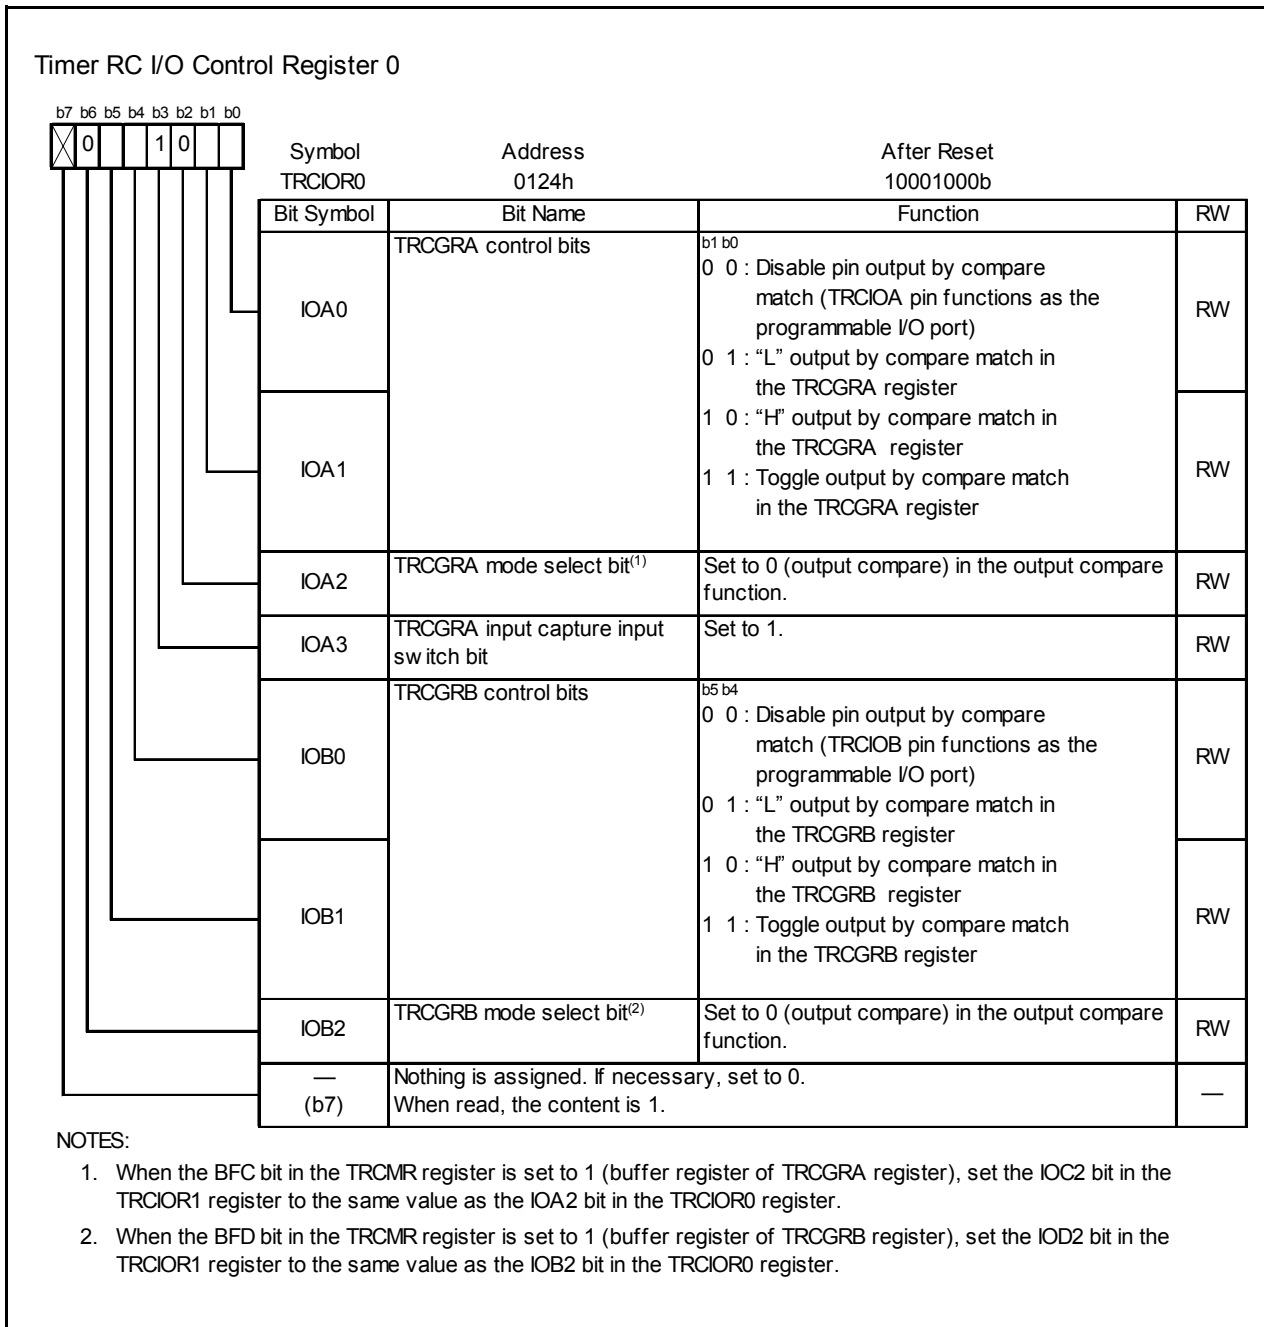 Timer RC I/O Control Register 0
b7 b6 b5 b4 b3 b2 b1 b0
0 1 0
Symbol Address After Reset
TRCIOR0 0124h 10001000b
Bit Symbol Bit Name Function RW
IOA0
TRCGRA control bits
b1 b0
0 0 : Disable pin output by compare
match (TRCIOA pin functions as the
programmable I/O port)
0 1 : “L” output by compare match in
the TRCGRA register
RW
IOA1
1 0 : “H” output by compare match in
the TRCGRA register
1 1 : Toggle output by compare match
in the TRCGRA register
RW
IOA2
TRCGRA mode select bit(1)
Set to 0 (output compare) in the output compare
function.
RW
IOA3
TRCGRA input capture input
switch bit
Set to 1.
RW
IOB0
TRCGRB control bits
b5 b4
0 0 : Disable pin output by compare
match (TRCIOB pin functions as the
programmable I/O port)
0 1 : “L” output by compare match in
the TRCGRB register
RW
IOB1
1 0 : “H” output by compare match in
the TRCGRB register
1 1 : Toggle output by compare match
in the TRCGRB register
RW
IOB2
TRCGRB mode select bit(2)
Set to 0 (output compare) in the output compare
function.
RW
—
(b7)
Nothing is assigned. If necessary, set to 0.
When read, the content is 1.
—
NOTES:
1. When the BFC bit in the TRCMR register is set to 1 (buffer register of TRCGRA register), set the IOC2 bit in the
TRCIOR1 register to the same value as the IOA2 bit in the TRCIOR0 register.
2. When the BFD bit in the TRCMR register is set to 1 (buffer register of TRCGRB register), set the IOD2 bit in the
TRCIOR1 register to the same value as the IOB2 bit in the TRCIOR0 register.